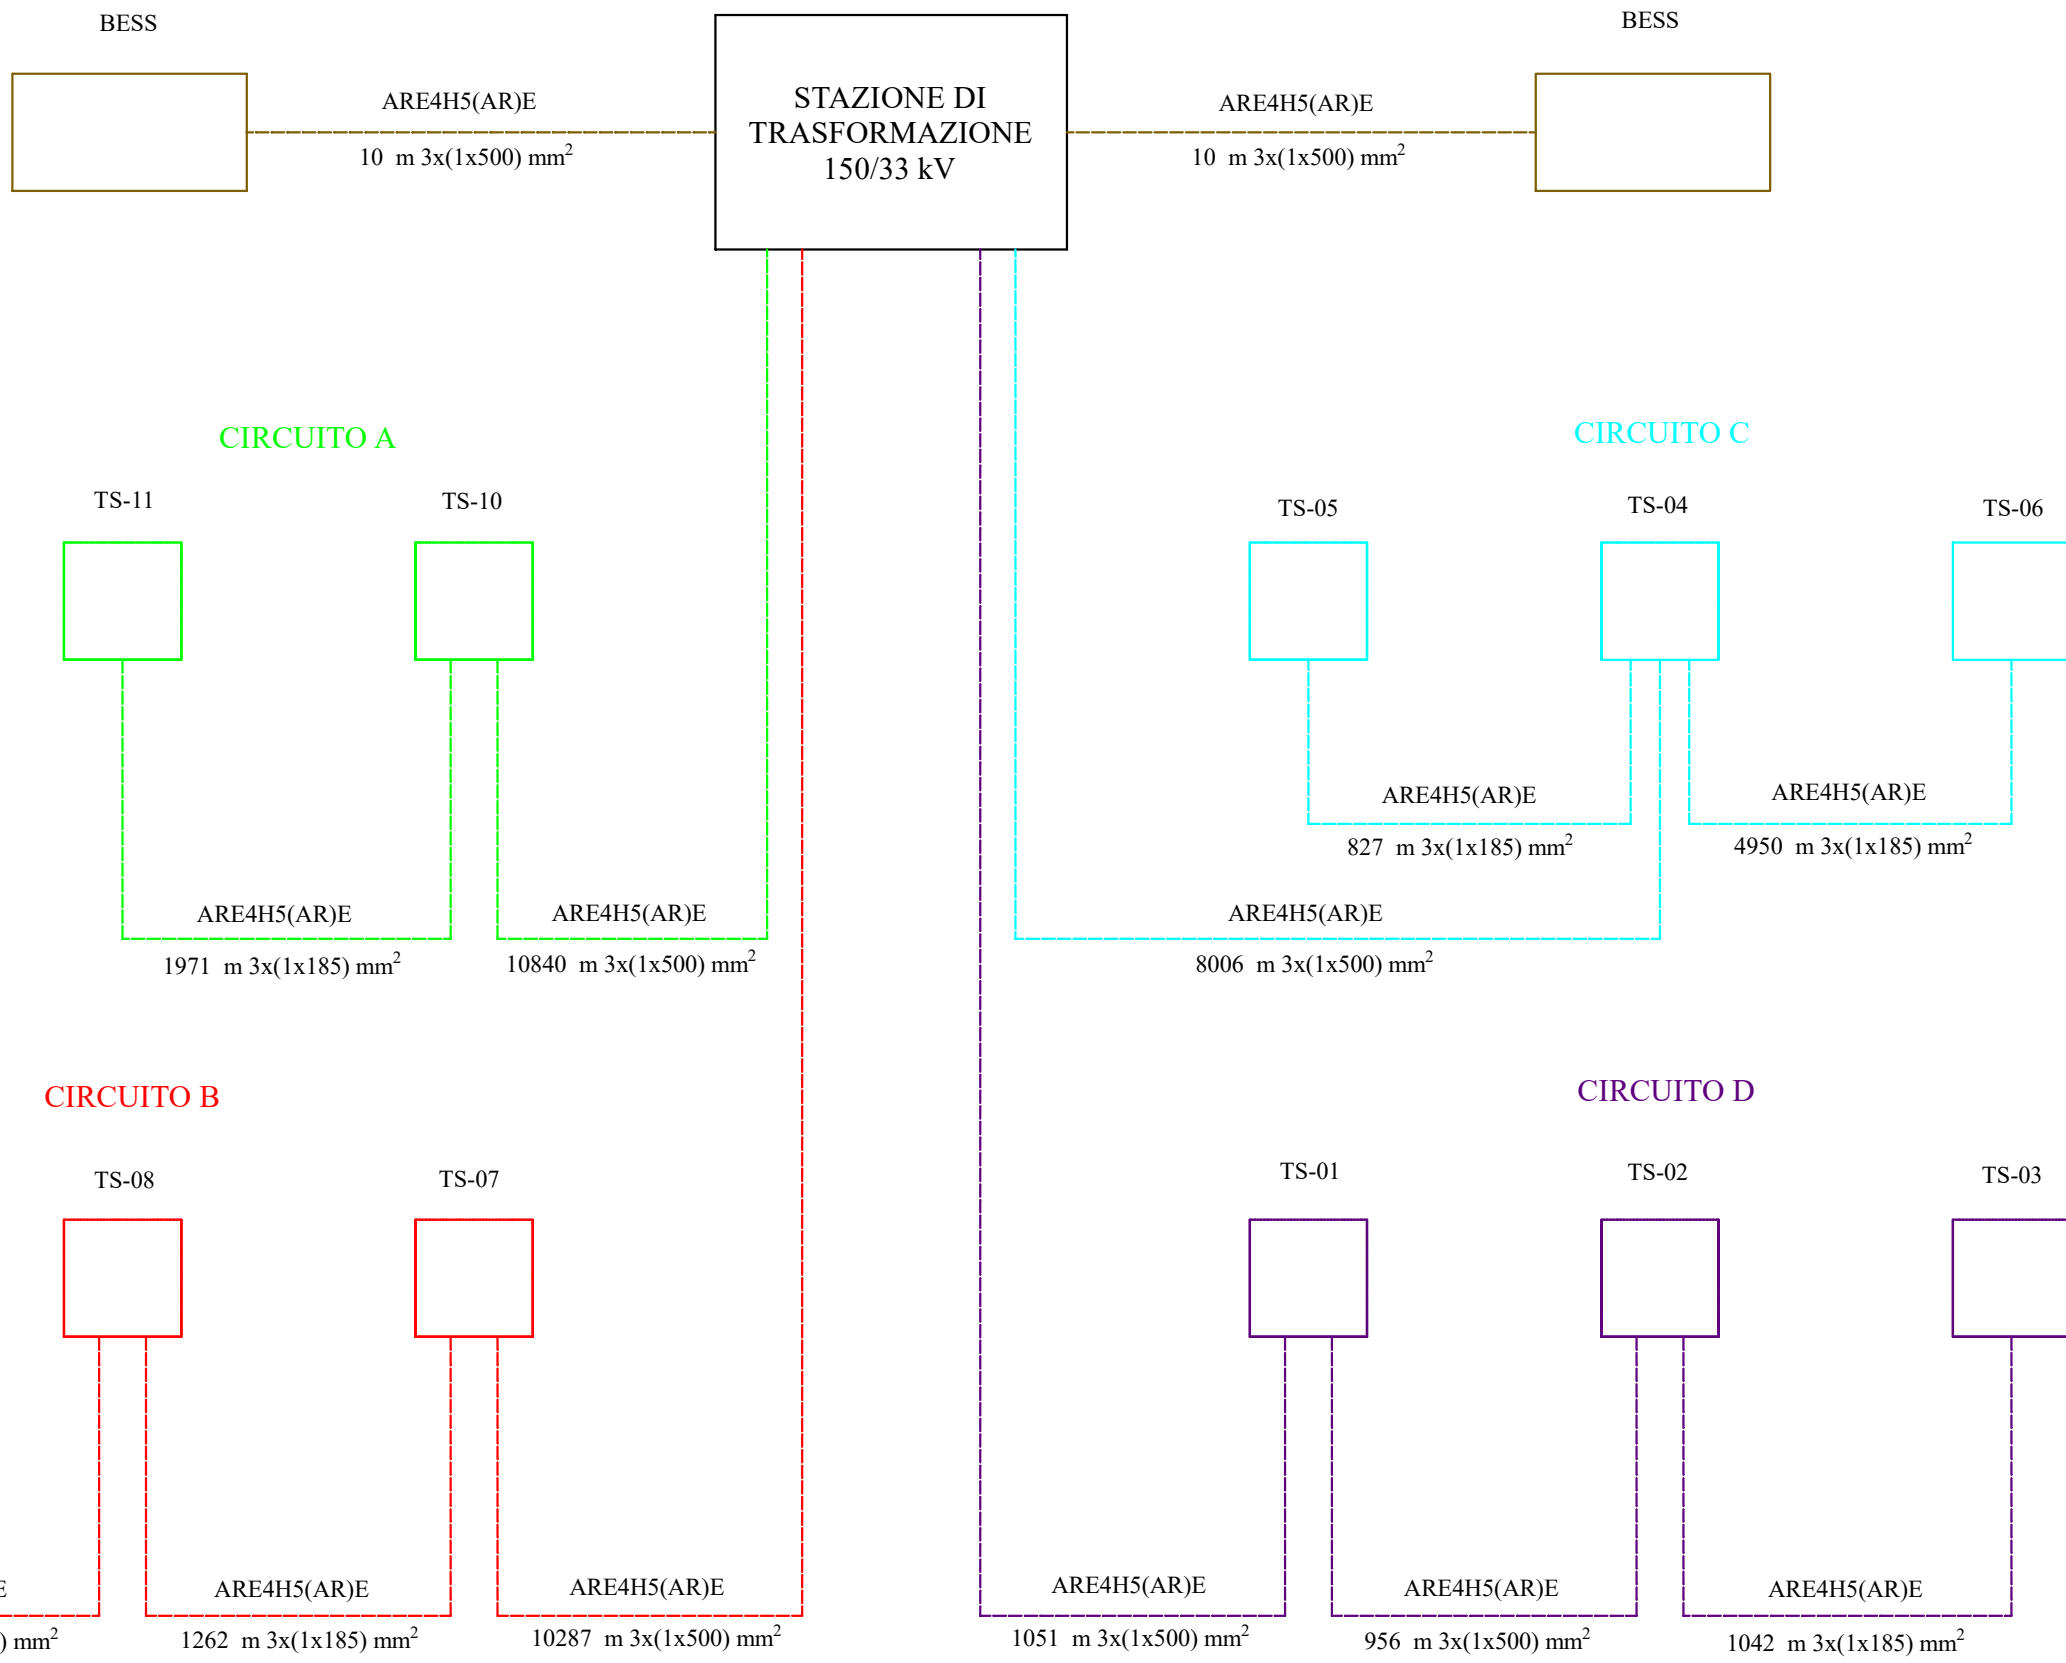 BESS
BESS
ARE4H5(AR)E
10 m 3x(1x500) mm²
STAZIONE DI
TRASFORMAZIONE
150/33 kV
ARE4H5(AR)E
10 m 3x(1x500) mm²
CIRCUITO A
TS-11
TS-10
ARE4H5(AR)E
1971 m 3x(1x185) mm²
ARE4H5(AR)E
10840 m 3x(1x500) mm²
CIRCUITO C
TS-05
TS-04
TS-06
ARE4H5(AR)E
827 m 3x(1x185) mm²
ARE4H5(AR)E
4950 m 3x(1x185) mm²
ARE4H5(AR)E
8006 m 3x(1x500) mm²
CIRCUITO B
TS-08
TS-07
E
) mm²
ARE4H5(AR)E
1262 m 3x(1x185) mm²
ARE4H5(AR)E
10287 m 3x(1x500) mm²
CIRCUITO D
TS-01
TS-02
TS-03
ARE4H5(AR)E
1051 m 3x(1x500) mm²
ARE4H5(AR)E
956 m 3x(1x500) mm²
ARE4H5(AR)E
1042 m 3x(1x185) mm²